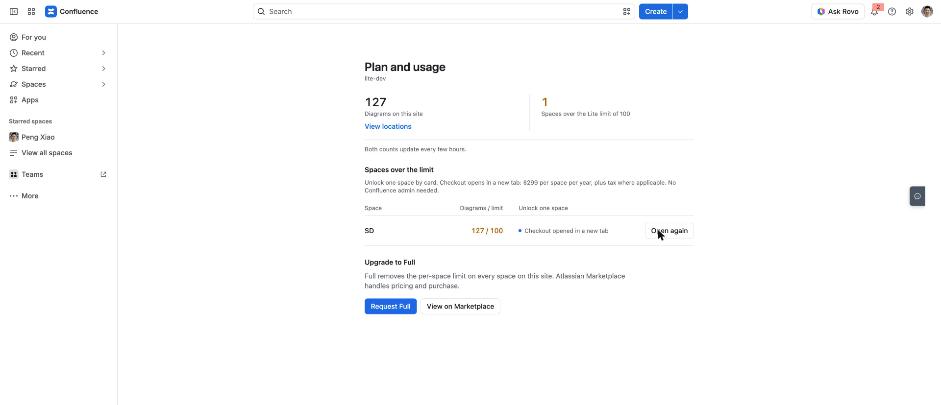 Confluence
Search
Create
Ask Rovo
2
For you
Recent
Starred
Spaces
Apps
Starred spaces
Peng Xiao
View all spaces
Teams
More
Plan and usage
lite-dev
127
Diagrams on this site
View locations
1
Spaces over the Lite limit of 100
Both counts update every few hours.
Spaces over the limit
Unlock one space by card. Checkout opens in a new tab: $299 per space per year, plus tax where applicable. No
Confluence admin needed.
Space
Diagrams / limit
Unlock one space
SD
127 / 100
Checkout opened in a new tab
Open again
Upgrade to Full
Full removes the per-space limit on every space on this site. Atlassian Marketplace
handles pricing and purchase.
Request Full
View on Marketplace